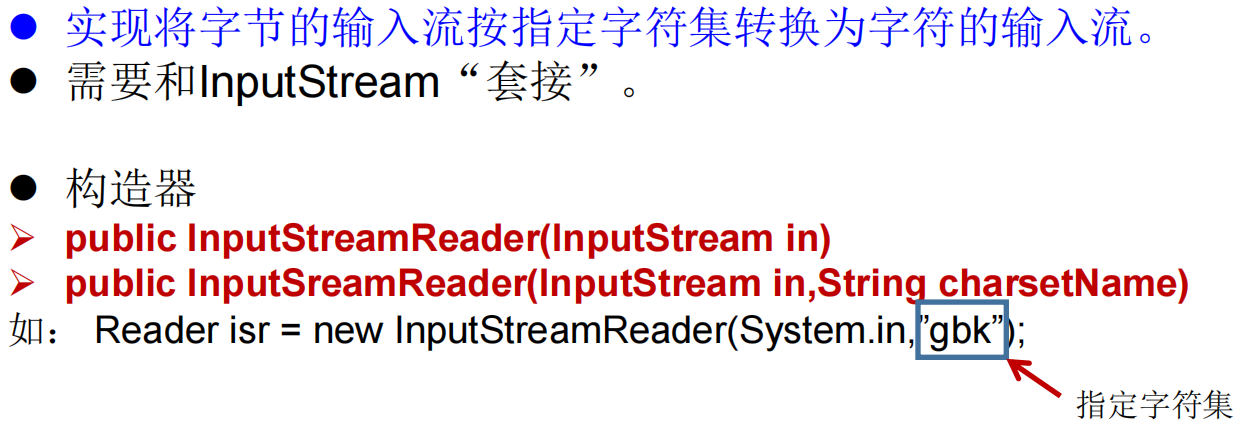 ● 实现将字节的输入流按指定字符集转换为字符的输入流。
● 需要和InputStream“套接”。
● 构造器
➢ public InputStreamReader(InputStream in)
➢ public InputSreamReader(InputStream in,String charsetName)
如： Reader isr = new InputStreamReader(System.in,”gbk”);
指定字符集